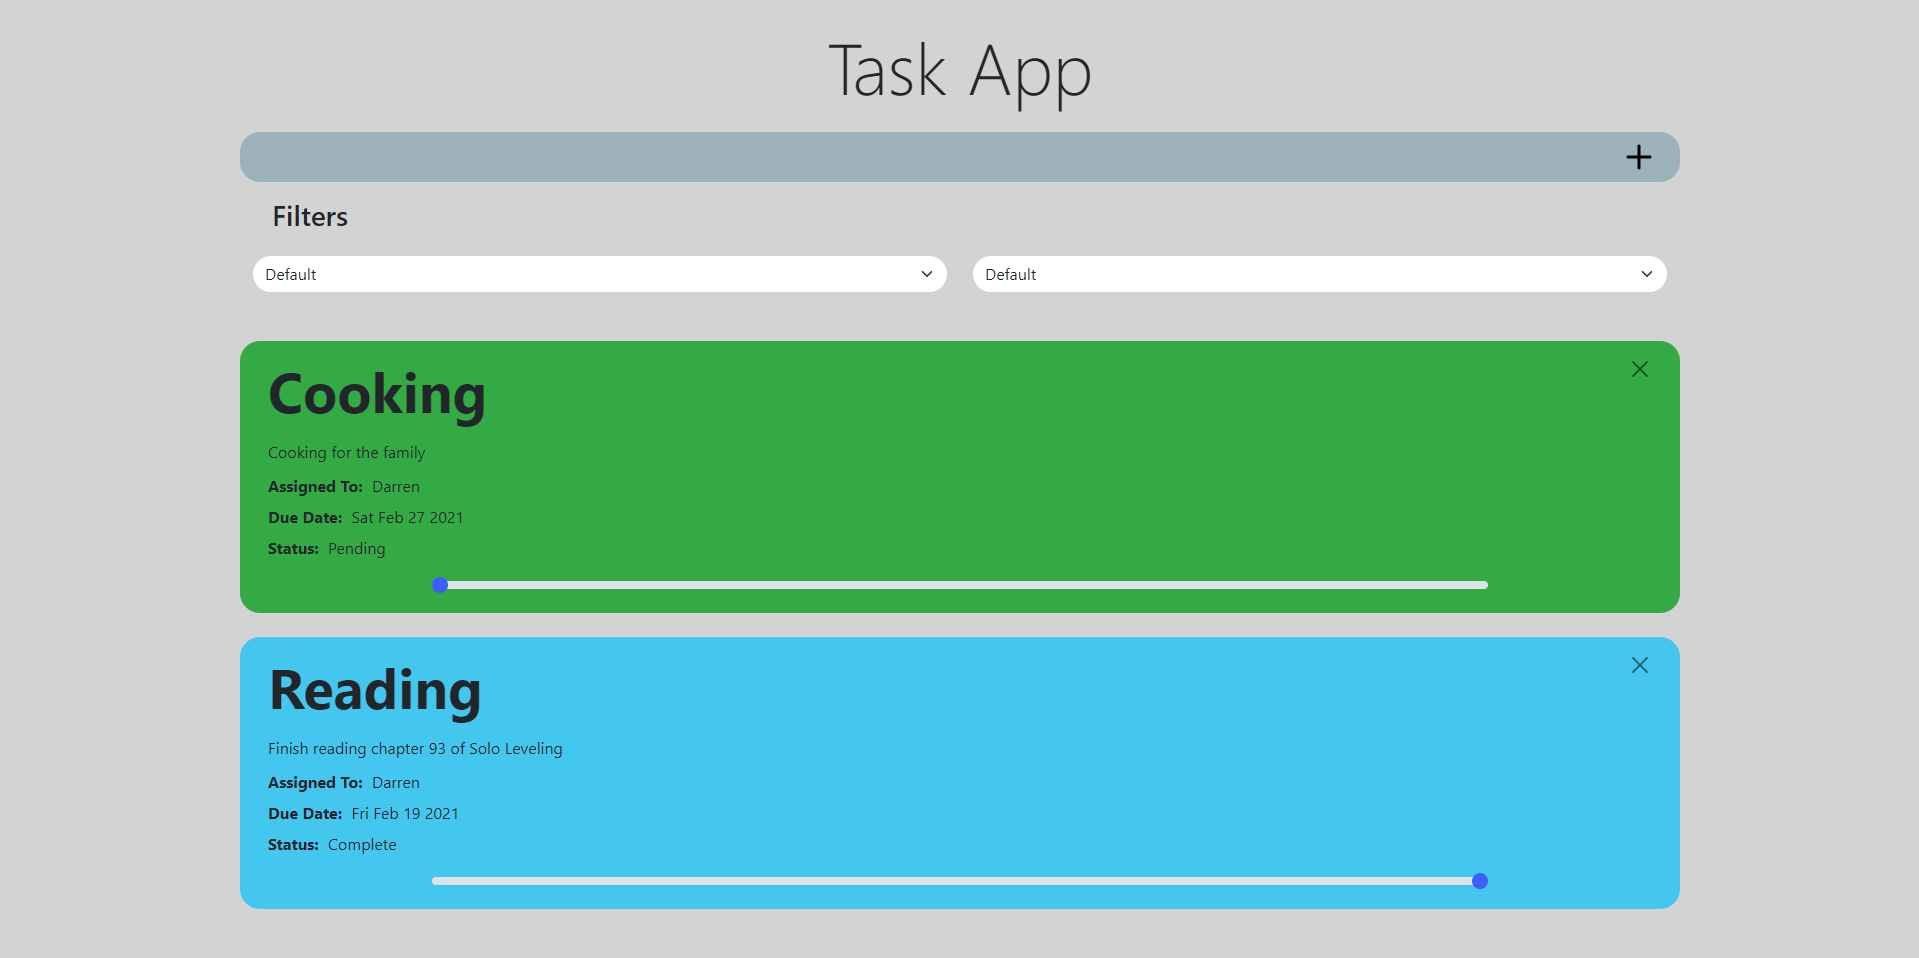 Task App
Filters
Default
Default
Cooking
Cooking for the family
Assigned To: Darren
Due Date: Sat Feb 27 2021
Status: Pending
Reading
Finish reading chapter 93 of Solo Leveling
Assigned To: Darren
Due Date: Fri Feb 19 2021
Status: Complete